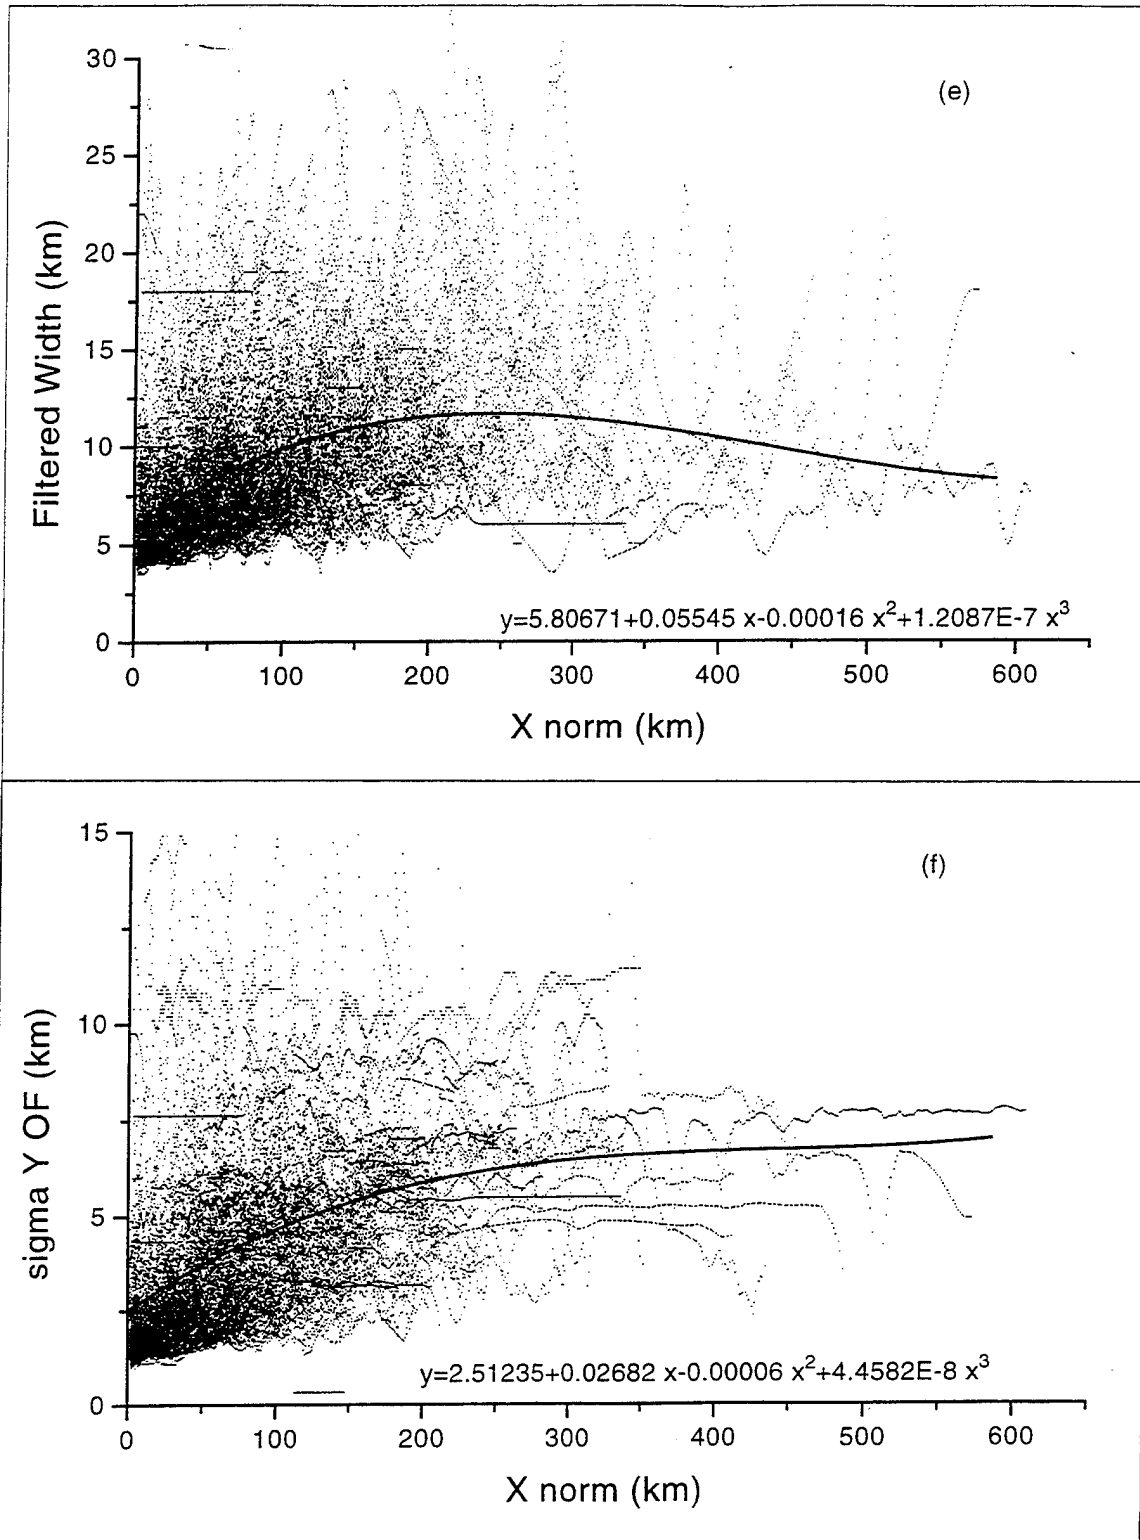 (e)
30
25
20
15
10
5
0
Filtered Width (km)
y=5.80671+0.05545 x-0.00016 x²+1.2087E-7 x³
0 100 200 300 400 500 600
X norm (km)
(f)
15
10
5
0
sigma Y OF (km)
y=2.51235+0.02682 x-0.00006 x²+4.4582E-8 x³
0 100 200 300 400 500 600
X norm (km)